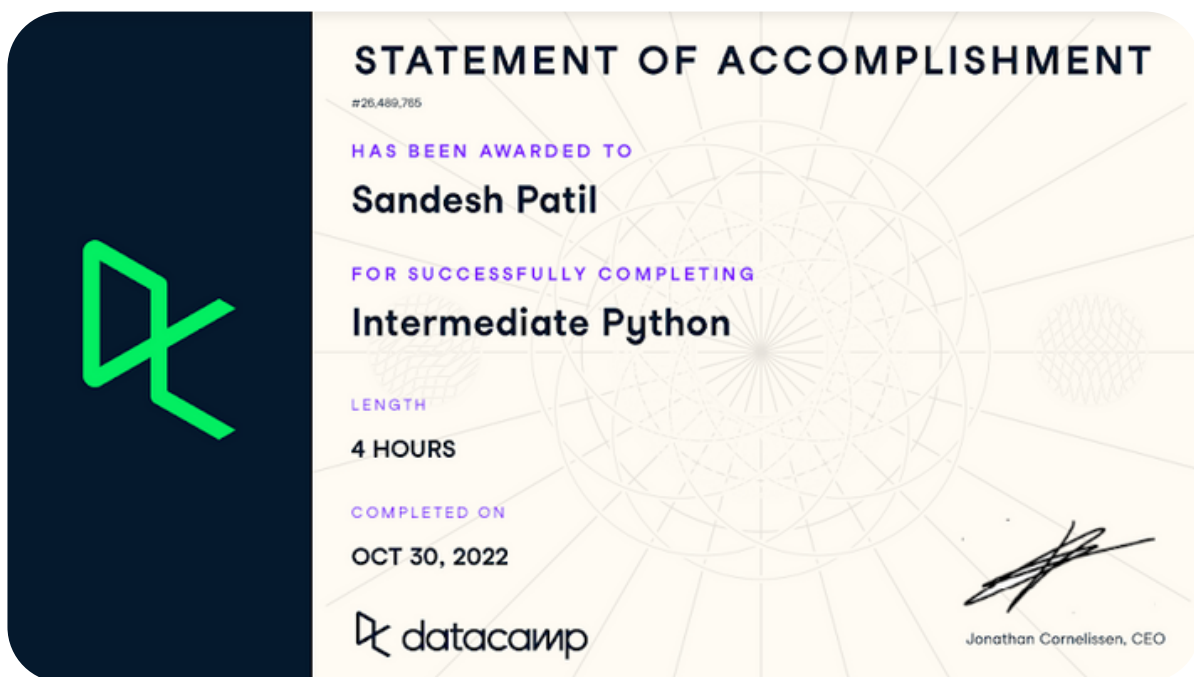 STATEMENT OF ACCOMPLISHMENT
#26,489,765
HAS BEEN AWARDED TO
Sandesh Patil
FOR SUCCESSFULLY COMPLETING
Intermediate Python
LENGTH
4 HOURS
COMPLETED ON
OCT 30, 2022
datacamp
Jonathan Cornelissen, CEO